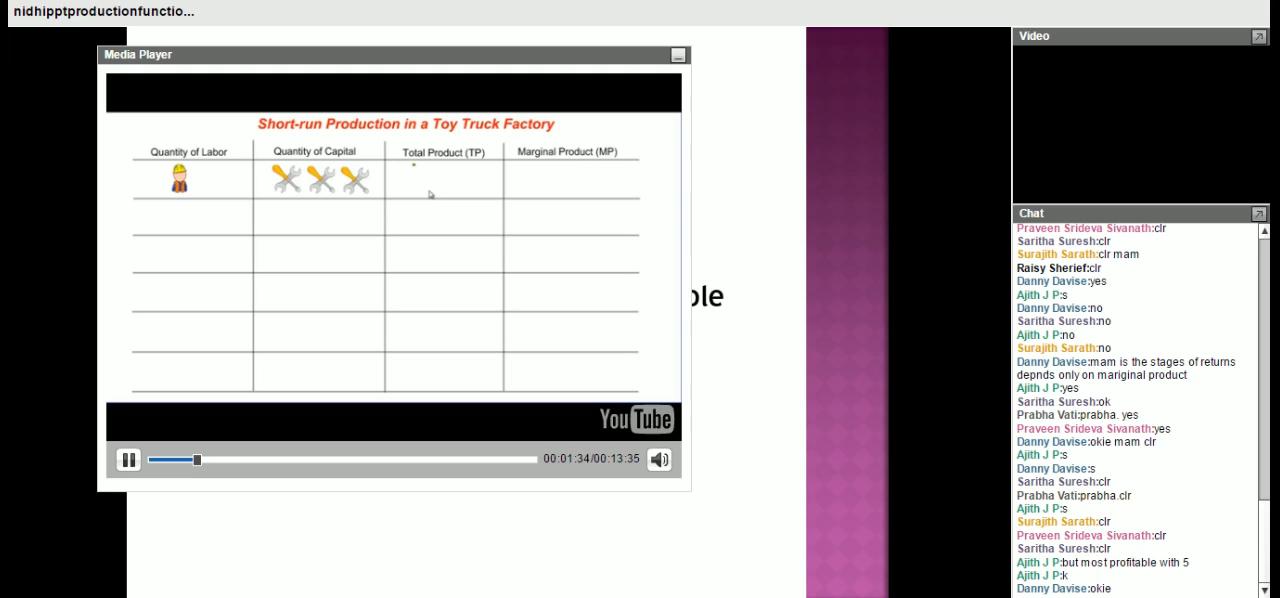 nidhipptproductionfunctio...
Media Player
Short-run Production in a Toy Truck Factory
Quantity of Labor
Quantity of Capital
Total Product (TP)
Marginal Product (MP)
YouTube
00:01:34/00:13:35
Video
Chat
Praveen Srideva Sivanath:clr
Saritha Suresh:clr
Surajith Sarath:clr mam
Raisy Sherief:clr
Danny Davise:yes
Ajith J P:s
Danny Davise:no
Saritha Suresh:no
Ajith J P:no
Surajith Sarath:no
Danny Davise:mam is the stages of returns
depnds only on mariginal product
Ajith J P:yes
Saritha Suresh:ok
Prabha Vati:prabha. yes
Praveen Srideva Sivanath:yes
Danny Davise:okie mam clr
Ajith J P:s
Danny Davise:s
Saritha Suresh:clr
Prabha Vati:prabha.clr
Ajith J P:s
Surajith Sarath:clr
Praveen Srideva Sivanath:clr
Saritha Suresh:clr
Ajith J P:but most profitable with 5
Ajith J P:k
Danny Davise:okie